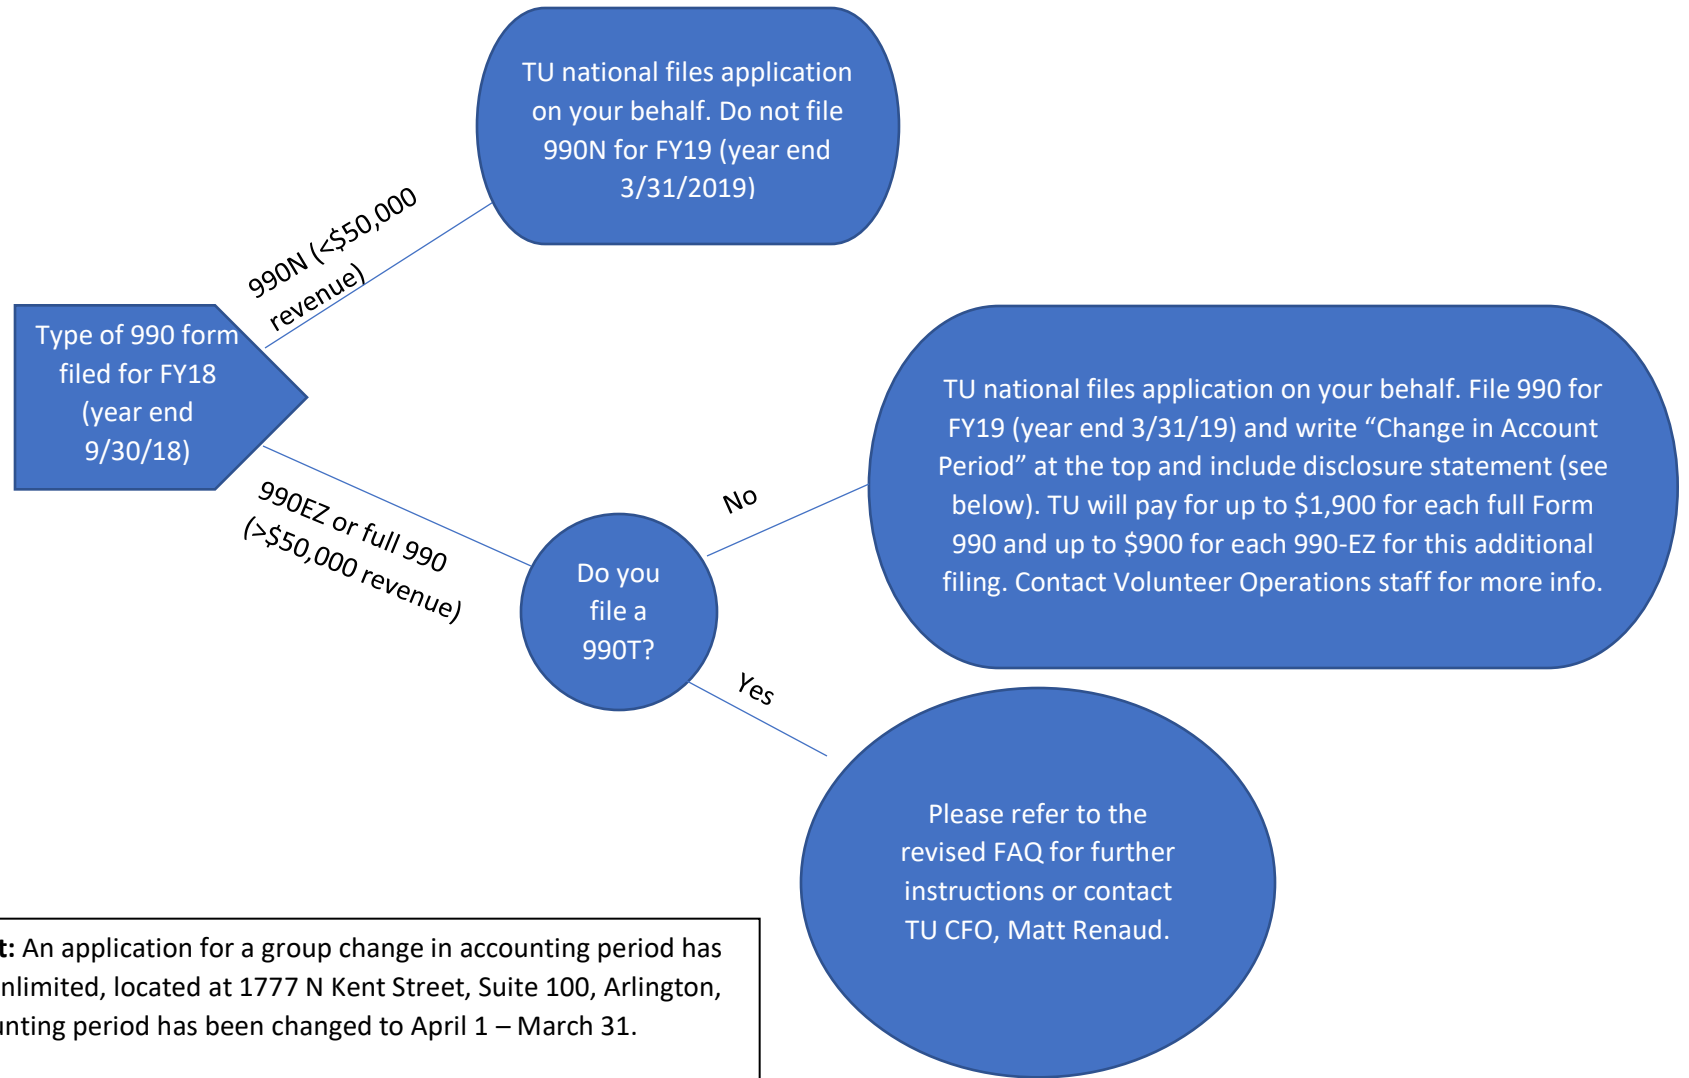 TU national files application
on your behalf. Do not file
990N for FY19 (year end
3/31/2019)
990N (<$50,000
revenue)
Type of 990 form
filed for FY18
(year end
9/30/18)
990EZ or full 990
(>$50,000 revenue)
Do you
file a
990T?
No
TU national files application on your behalf. File 990 for
FY19 (year end 3/31/19) and write “Change in Account
Period” at the top and include disclosure statement (see
below). TU will pay for up to $1,900 for each full Form
990 and up to $900 for each 990-EZ for this additional
filing. Contact Volunteer Operations staff for more info.
Yes
Please refer to the
revised FAQ for further
instructions or contact
TU CFO, Matt Renaud.
t: An application for a group change in accounting period has
nlimited, located at 1777 N Kent Street, Suite 100, Arlington,
unting period has been changed to April 1 – March 31.